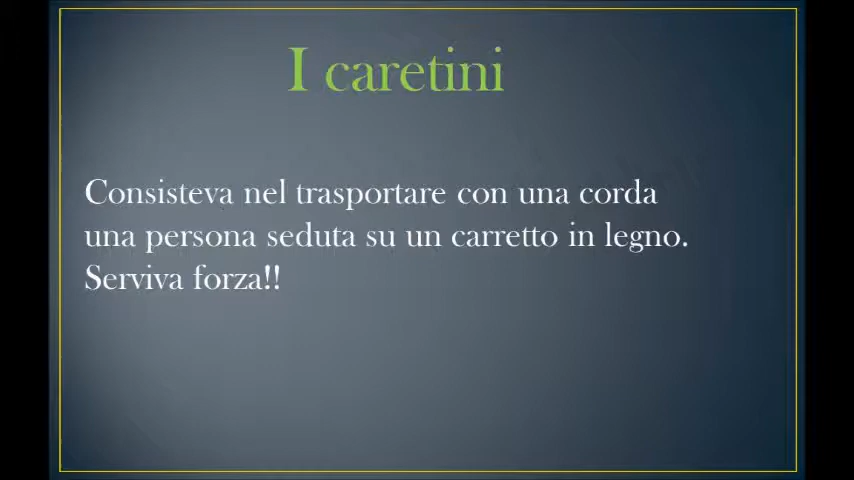 I caretini
Consisteva nel trasportare con una corda
una persona seduta su un carretto in legno.
Serviva forza!!